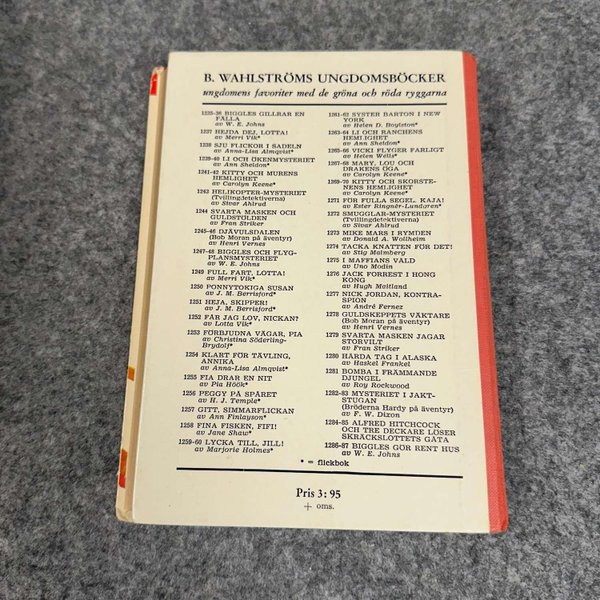 B. WAHLSTRÖMS UNGDOMSBÖCKER
ungdomens favoriter med de gröna och röda ryggarna
1235-36 BIGGLES GILLRAR EN
FÄLLA
av W. E. Johns
1237 HEJDA DEJ, LOTTA!
av Merri Vik*
1238 SJU FLICKOR I SADELN
av Anna-Lisa Almqvist*
1239-40 LI OCH ÖKENMYSTERIET
av Ann Sheldon*
1241-42 KITTY OCH MURENS
HEMLIGHET
av Carolyn Keene*
1243 HELIKOPTER-MYSTERIET
(Tvillingdetektiverna)
av Sivar Ahlrud
1244 SVARTA MASKEN OCH
GULDSTÖLDEN
av Fran Striker
1245-46 DJÄVULSDALEN
(Bob Moran på äventyr)
av Henri Vernes
1247-48 BIGGLES OCH FLYG-
PLANSMYSTERIET
av W. E. Johns
1249 FULL FART, LOTTA!
av Merri Vik*
1250 PONNYTOKIGA SUSAN
av J. M. Berrisford*
1251 HEJA, SKIPPER!
av J. M. Berrisford*
1252 FÅR JAG LOV, NICKAN?
av Lotta Vik*
1253 FÖRBJUDNA VÄGAR, PIA
av Christina Söderling-
Brydolf*
1254 KLART FÖR TÄVLING,
ANNIKA
av Anna-Lisa Almqvist*
1255 FIA DRAR EN NIT
av Pia Höök*
1256 PEGGY PÅ SPÅRET
av H. J. Temple*
1257 GITT, SIMMARFLICKAN
av Ann Finlayson*
1258 FINA FISKEN, FIFI!
av Jane Shaw*
1259-60 LYCKA TILL, JILL!
av Marjorie Holmes*
1261-62 SYSTER BARTON I NEW
YORK
av Helen D. Boylston*
1263-64 LI OCH RANCHENS
HEMLIGHET
av Ann Sheldon*
1265-66 VICKI FLYGER FARLIGT
av Helen Wells*
1267-68 MARY, LOU OCH
DRAKENS ÖGA
av Carolyn Keene*
1269-70 KITTY OCH SKORSTE-
NENS HEMLIGHET
av Carolyn Keene*
1271 FÖR FULLA SEGEL, KAJA!
av Ester Ringnér-Lundgren*
1272 SMUGGLAR-MYSTERIET
(Tvillingdetektiverna)
av Sivar Ahlrud
1273 MIKE MARS I RYMDEN
av Donald A. Wollheim
1274 TACKA KNATTEN FÖR DET!
av Stig Malmberg
1275 I MAFFIANS VÅLD
av Uno Modin
1276 JACK FORREST I HONG
KONG
av Hugh Maitland
1277 NICK JORDAN, KONTRA-
SPION
av André Fernez
1278 GULDSKEPPETS VÄKTARE
(Bob Moran på äventyr)
av Henri Vernes
1279 SVARTA MASKEN JAGAR
STORVILT
av Fran Striker
1280 HÅRDA TAG I ALASKA
av Haskel Frankel
1281 BOMBA I FRÄMMANDE
DJUNGEL
av Roy Rockwood
1282-83 MYSTERIET I JAKT-
STUGAN
(Bröderna Hardy på äventyr)
av F. W. Dixon
1284-85 ALFRED HITCHCOCK
OCH TRE DECKARE LÖSER
SKRÄCKSLOTTETS GÅTA
1286-87 BIGGLES GÖR RENT HUS
av W. E. Johns
* = flickbok
Pris 3:95
+ oms.